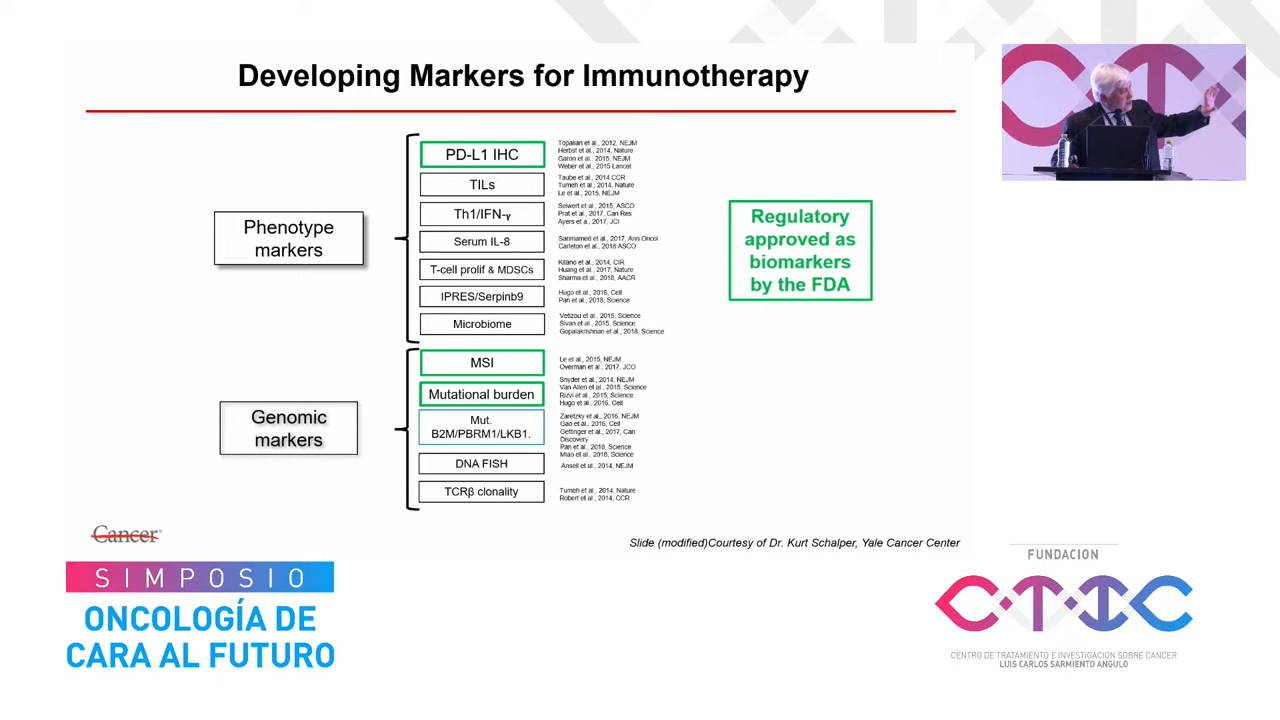 Developing Markers for Immunotherapy
Phenotype
markers
PD-L1 IHC
Topalian et al., 2012, NEJM
Herbst et al., 2014, Nature
Garon et al., 2015, NEJM
Weber et al., 2015 Lancet
TILs
Taube et al., 2014 CCR
Tumeh et al., 2014, Nature
Le et al., 2015, NEJM
Th1/IFN-γ
Seiwert et al., 2015, ASCO
Prat et al., 2017, Can Res
Ayers et a., 2017, JCI
Serum IL-8
Sanmamed et al., 2017, Ann Oncol
Carleton et al., 2018 ASCO
T-cell prolif & MDSCs
Kitano et al., 2014, CIR
Huang et al., 2017, Nature
Sharma et al., 2018, AACR
IPRES/Serpinb9
Hugo et al., 2016, Cell
Pan et al., 2018, Science
Microbiome
Vetizou et al., 2015, Science
Sivan et al., 2015, Science
Gopalakrishnan et al., 2018, Science
Regulatory
approved as
biomarkers
by the FDA
Genomic
markers
MSI
Le et al., 2015, NEJM
Overman et al., 2017, JCO
Mutational burden
Snyder et al., 2014, NEJM
Van Allen et al., 2015, Science
Rizvi et al., 2015, Science
Hugo et al., 2016, Cell
Mut.
B2M/PBRM1/LKB1.
Zaretzky et al., 2016, NEJM
Gao et al., 2016, Cell
Gettinger et al., 2017, Can
Discovery
Pan et al., 2018, Science
Miao et al., 2018, Science
DNA FISH
Ansell et al., 2014, NEJM
TCRβ clonality
Tumeh et al., 2014, Nature
Robert et al., 2014, CCR
Cancer
Slide (modified)Courtesy of Dr. Kurt Schalper, Yale Cancer Center
SIMPOSIO
ONCOLOGÍA DE
CARA AL FUTURO
FUNDACION
CTIC
CENTRO DE TRATAMIENTO E INVESTIGACION SOBRE CANCER
LUIS CARLOS SARMIENTO ANGULO